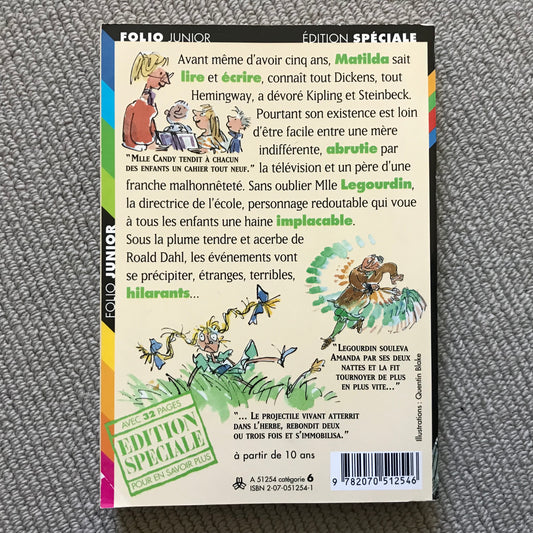 FOLIO JUNIOR
ÉDITION SPÉCIALE
Avant même d'avoir cinq ans, Matilda sait
lire et écrire, connaît tout Dickens, tout
Hemingway, a dévoré Kipling et Steinbeck.
Pourtant son existence est loin
d'être facile entre une mère
indifférente, abrutie par
"MLLE CANDY TENDIT À CHACUN
DES ENFANTS UN CAHIER TOUT NEUF."
la télévision et un père d'une
franche malhonnêteté. Sans oublier Mlle Legourdin,
la directrice de l'école, personnage redoutable qui voue
à tous les enfants une haine implacable.
Sous la plume tendre et acerbe de
Roald Dahl, les événements vont
se précipiter, étranges, terribles,
hilarants...
FOLIO JUNIOR
"LEGOURDIN SOULEVA
AMANDA PAR SES DEUX
NATTES ET LA FIT
TOURNOYER DE PLUS
EN PLUS VITE..."
Illustrations : Quentin Blake
AVEC 32 PAGES
EDITION
SPÉCIALE
POUR EN SAVOIR PLUS
"... LE PROJECTILE VIVANT ATTERRIT
DANS L'HERBE, REBONDIT DEUX
OU TROIS FOIS ET S'IMMOBILISA."
à partir de 10 ans
A 51254 catégorie 6
ISBN 2-07-051254-1
9 782070 512546